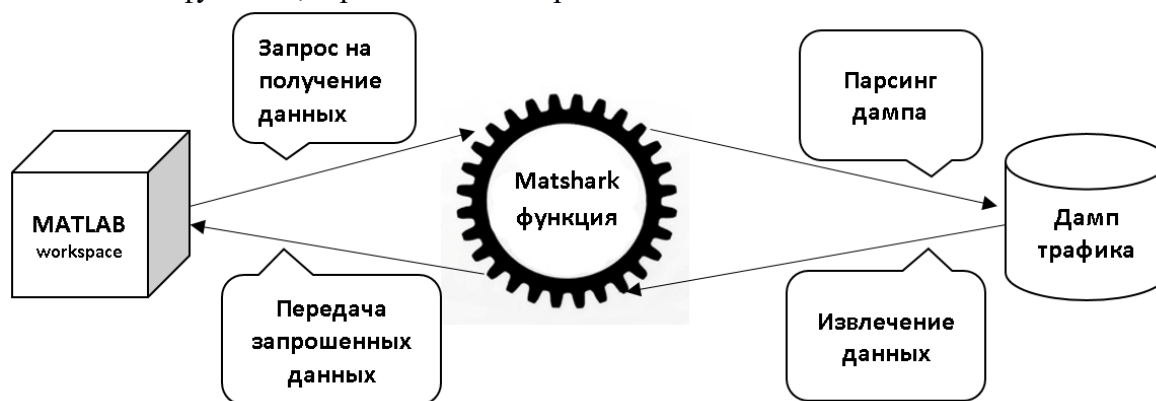 Запрос на
получение
данных
Парсинг
дампа
MATLAB
workspace
Matshark
функция
Дамп
трафика
Передача
запрошенных
данных
Извлечение
данных